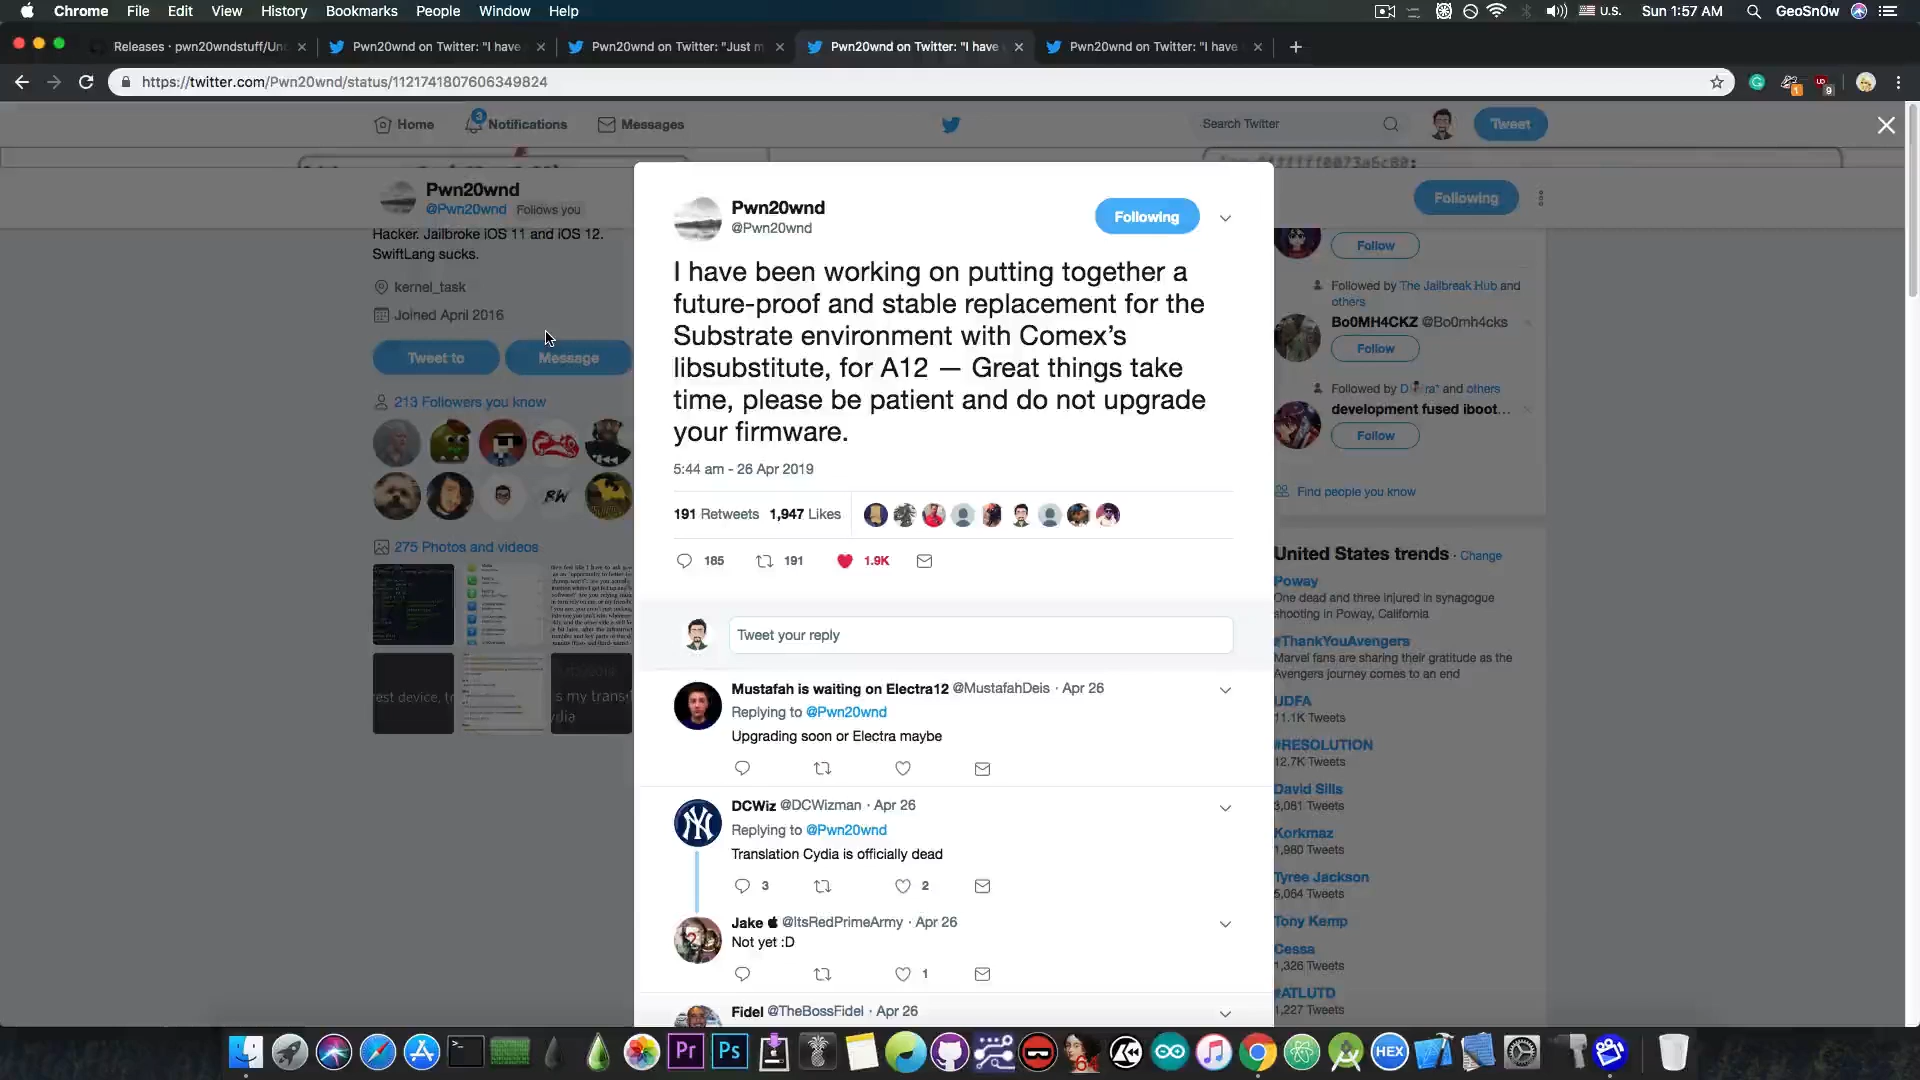 Chrome File Edit View History Bookmarks People Window Help
U.S. Sun 1:57 AM GeoSn0w
Releases · pwn20wndstuff/Un
Pwn20wnd on Twitter: "I have
Pwn20wnd on Twitter: "Just m
Pwn20wnd on Twitter: "I have
Pwn20wnd on Twitter: "I have
https://twitter.com/Pwn20wnd/status/1121741807606349824
Home
3
Notifications
Messages
Search Twitter
Tweet
Pwn20wnd
@Pwn20wnd Follows you
Following
Hacker. Jailbroke iOS 11 and iOS 12.
SwiftLang sucks.
kernel_task
Joined April 2016
Tweet to
Message
213 Followers you know
RW
275 Photos and videos
Pwn20wnd
@Pwn20wnd
Following
I have been working on putting together a
future-proof and stable replacement for the
Substrate environment with Comex’s
libsubstitute, for A12 — Great things take
time, please be patient and do not upgrade
your firmware.
5:44 am - 26 Apr 2019
191 Retweets 1,947 Likes
185 191 1.9K
Tweet your reply
Mustafah is waiting on Electra12 @MustafahDeis · Apr 26
Replying to @Pwn20wnd
Upgrading soon or Electra maybe
DCWiz @DCWizman · Apr 26
Replying to @Pwn20wnd
Translation Cydia is officially dead
3 2
Jake @ItsRedPrimeArmy · Apr 26
Not yet :D
1
Fidel @TheBossFidel · Apr 26
Follow
Followed by The Jailbreak Hub and
others
Bo0MH4CKZ @Bo0mh4cks
Follow
and others
development fused iboot...
Follow
Find people you know
United States trends · Change
Poway
One dead and three injured in synagogue
shooting in Poway, California
#ThankYouAvengers
Marvel fans are sharing their gratitude as the
Avengers journey comes to an end
UDFA
11.1K Tweets
#RESOLUTION
12.7K Tweets
David Sills
3,081 Tweets
Korkmaz
1,980 Tweets
Tyree Jackson
5,064 Tweets
Tony Kemp
Cessa
1,326 Tweets
#ATLUTD
1,227 Tweets
Pr Ps 64 HEX